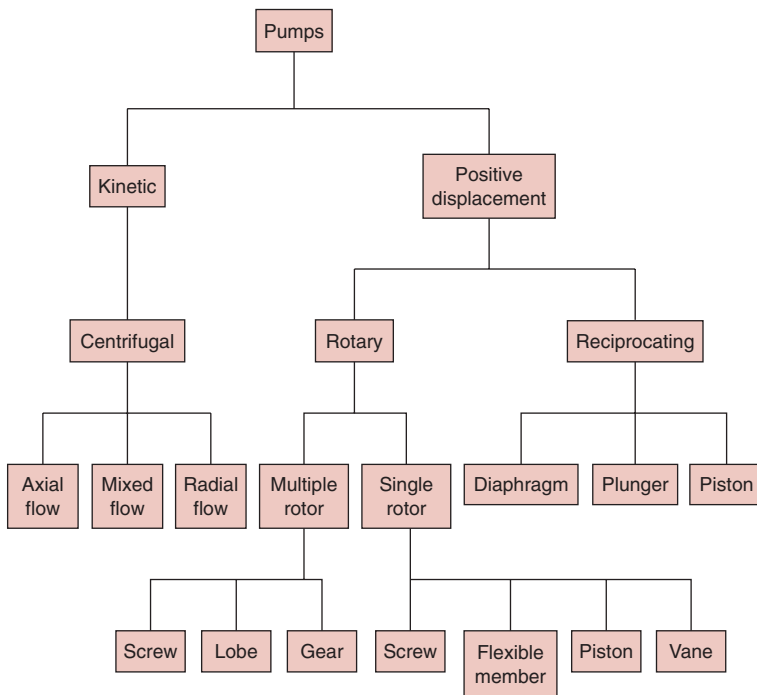 Pumps
Kinetic
Positive
displacement
Centrifugal
Rotary
Reciprocating
Axial
flow
Mixed
flow
Radial
flow
Multiple
rotor
Single
rotor
Diaphragm
Plunger
Piston
Screw
Lobe
Gear
Screw
Flexible
member
Piston
Vane